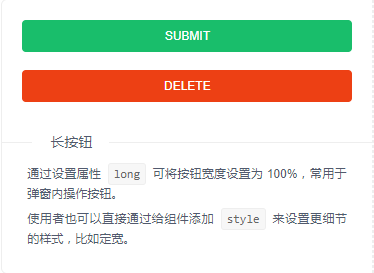 SUBMIT
DELETE
长按钮
通过设置属性 long 可将按钮宽度设置为 100%，常用于
弹窗内操作按钮。
使用者也可以直接通过给组件添加 style 来设置更细节
的样式，比如定宽。